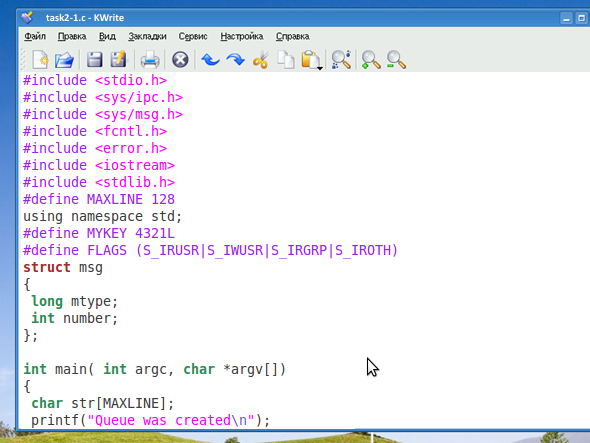 task2-1.c - KWrite
Файл Правка Вид Закладки Сервис Настройка Справка
#include <stdio.h>
#include <sys/ipc.h>
#include <sys/msg.h>
#include <fcntl.h>
#include <error.h>
#include <iostream>
#include <stdlib.h>
#define MAXLINE 128
using namespace std;
#define MYKEY 4321L
#define FLAGS (S_IRUSR|S_IWUSR|S_IRGRP|S_IROTH)
struct msg
{
 long mtype;
 int number;
};
int main( int argc, char *argv[])
{
 char str[MAXLINE];
 printf("Queue was created\n");